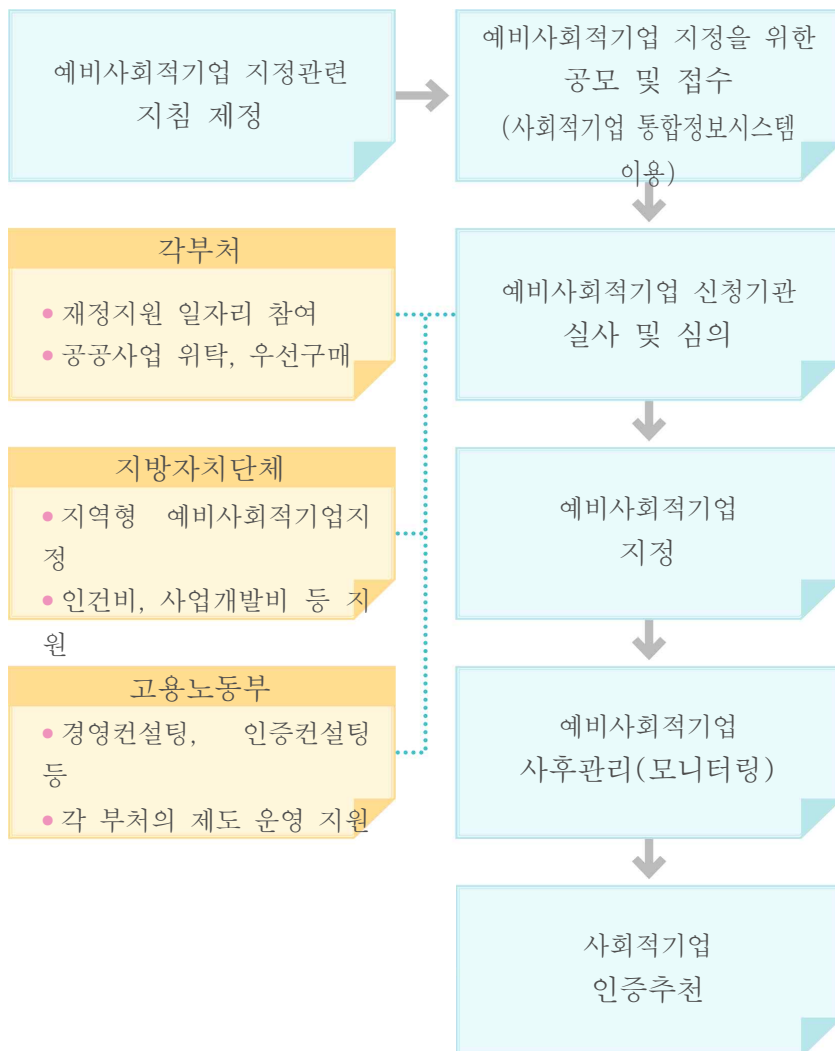 예비사회적기업 지정관련
지침 제정
예비사회적기업 지정을 위한
공모 및 접수
(사회적기업 통합정보시스템
이용)
각부처
• 재정지원 일자리 참여
• 공공사업 위탁, 우선구매
예비사회적기업 신청기관
실사 및 심의
지방자치단체
• 지역형 예비사회적기업지
정
• 인건비, 사업개발비 등 지
원
예비사회적기업
지정
고용노동부
• 경영컨설팅, 인증컨설팅
등
• 각 부처의 제도 운영 지원
예비사회적기업
사후관리(모니터링)
사회적기업
인증추천